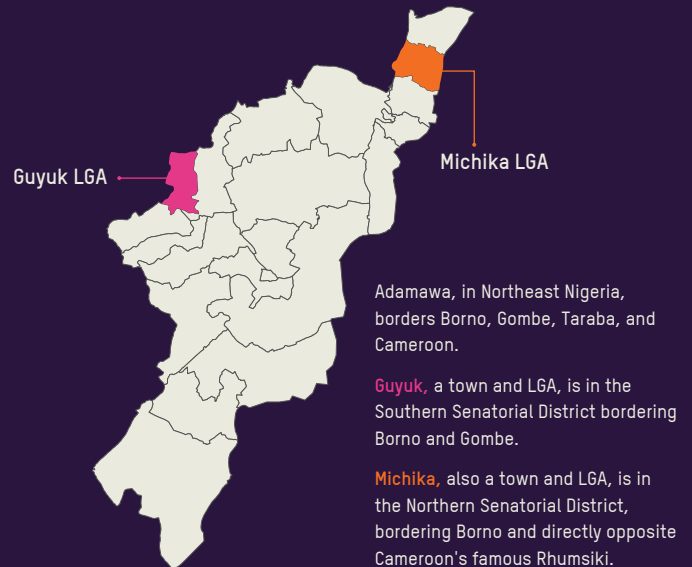 Guyuk LGA
Michika LGA
Adamawa, in Northeast Nigeria,
borders Borno, Gombe, Taraba, and
Cameroon.
Guyuk, a town and LGA, is in the
Southern Senatorial District bordering
Borno and Gombe.
Michika, also a town and LGA, is in
the Northern Senatorial District,
bordering Borno and directly opposite
Cameroon's famous Rhumsiki.